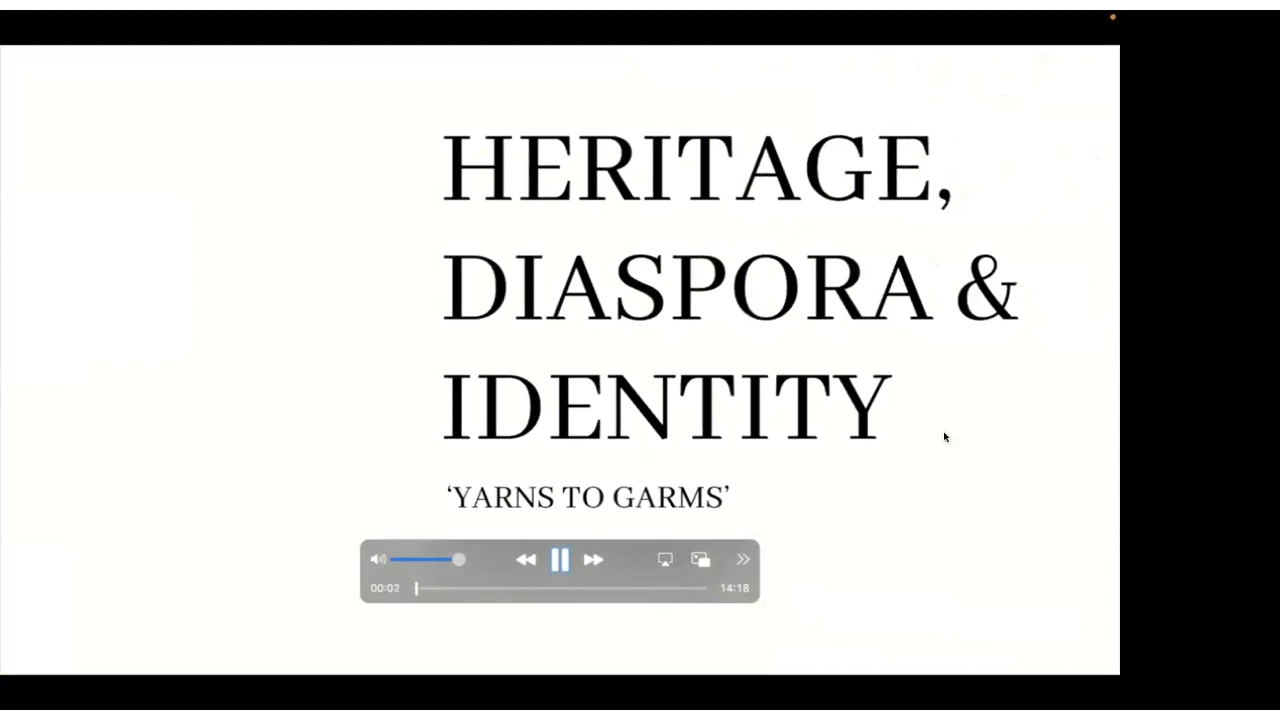 HERITAGE,
DIASPORA &
IDENTITY
‘YARNS TO GARMS’
00:02
14:18